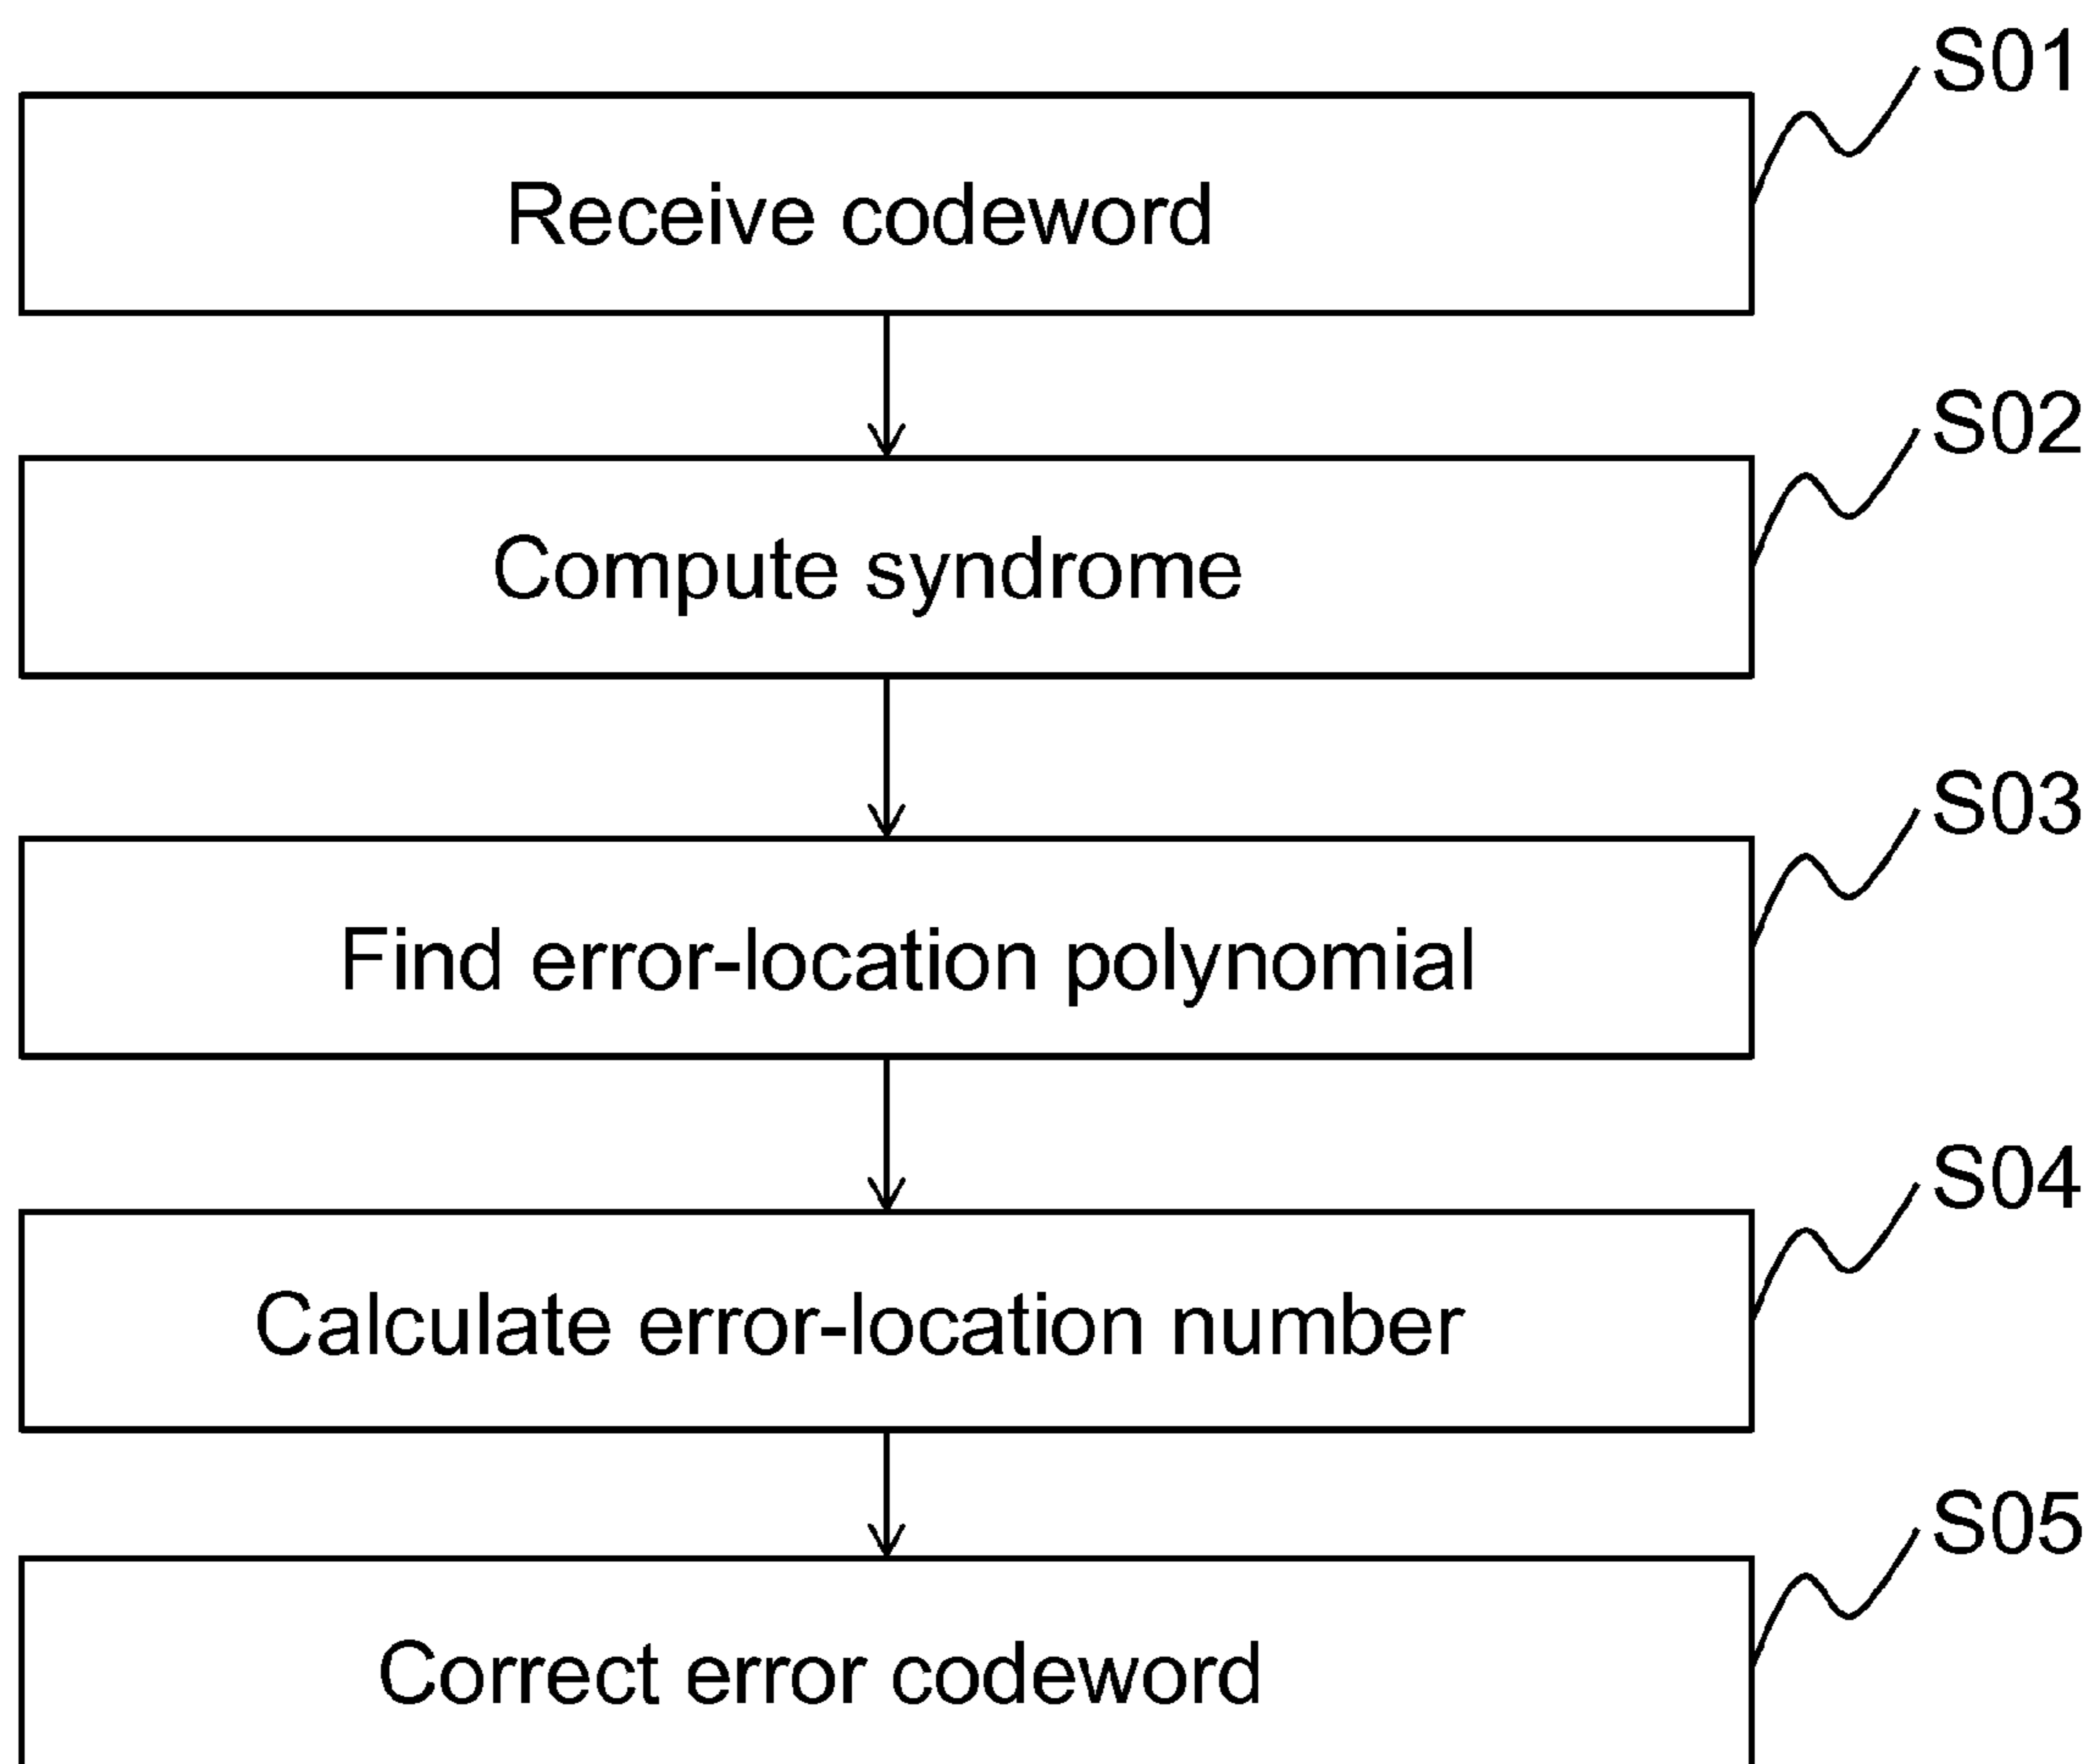 S01
Receive codeword
S02
Compute syndrome
S03
Find error-location polynomial
S04
Calculate error-location number
S05
Correct error codeword